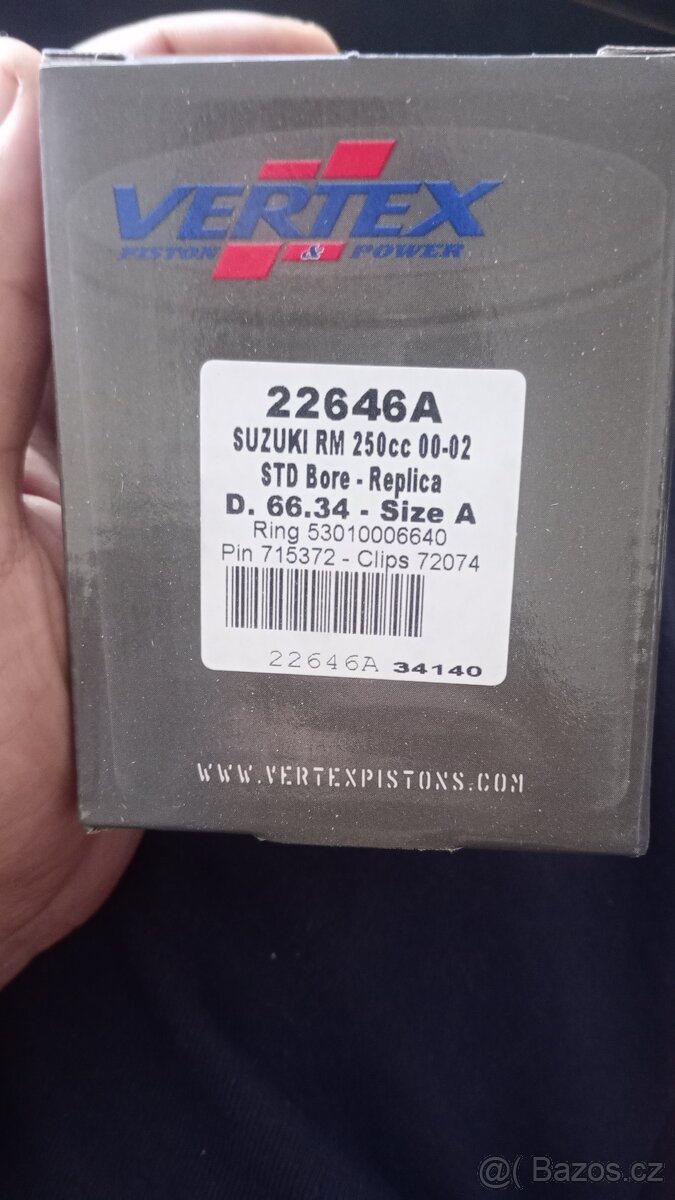 VERTEX
PISTON & POWER
22646A
SUZUKI RM 250cc 00-02
STD Bore - Replica
D. 66.34 - Size A
Ring 53010006640
Pin 715372 - Clips 72074
22646A 34140
WWW.VERTEXPISTONS.COM
@( Bazos.cz